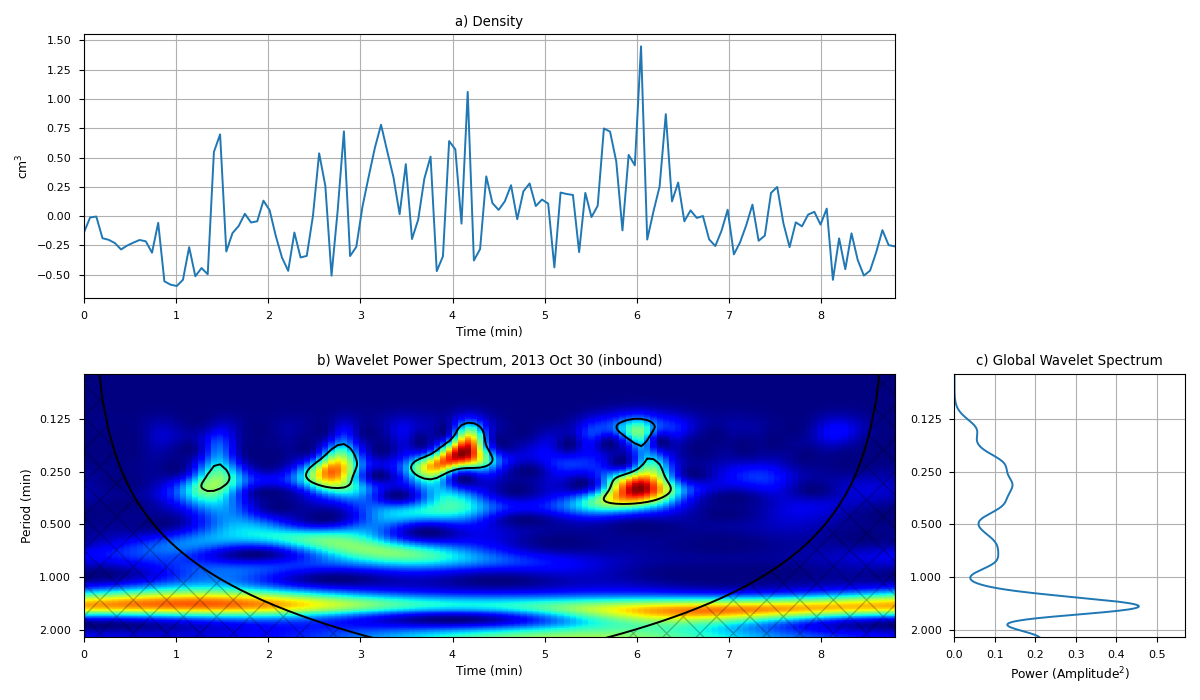 a) Density
cm³
1.50
1.25
1.00
0.75
0.50
0.25
0.00
−0.25
−0.50
0 1 2 3 4 5 6 7 8
Time (min)
b) Wavelet Power Spectrum, 2013 Oct 30 (inbound)
Period (min)
0.125
0.250
0.500
1.000
2.000
0 1 2 3 4 5 6 7 8
Time (min)
c) Global Wavelet Spectrum
0.125
0.250
0.500
1.000
2.000
0.0 0.1 0.2 0.3 0.4 0.5
Power (Amplitude²)